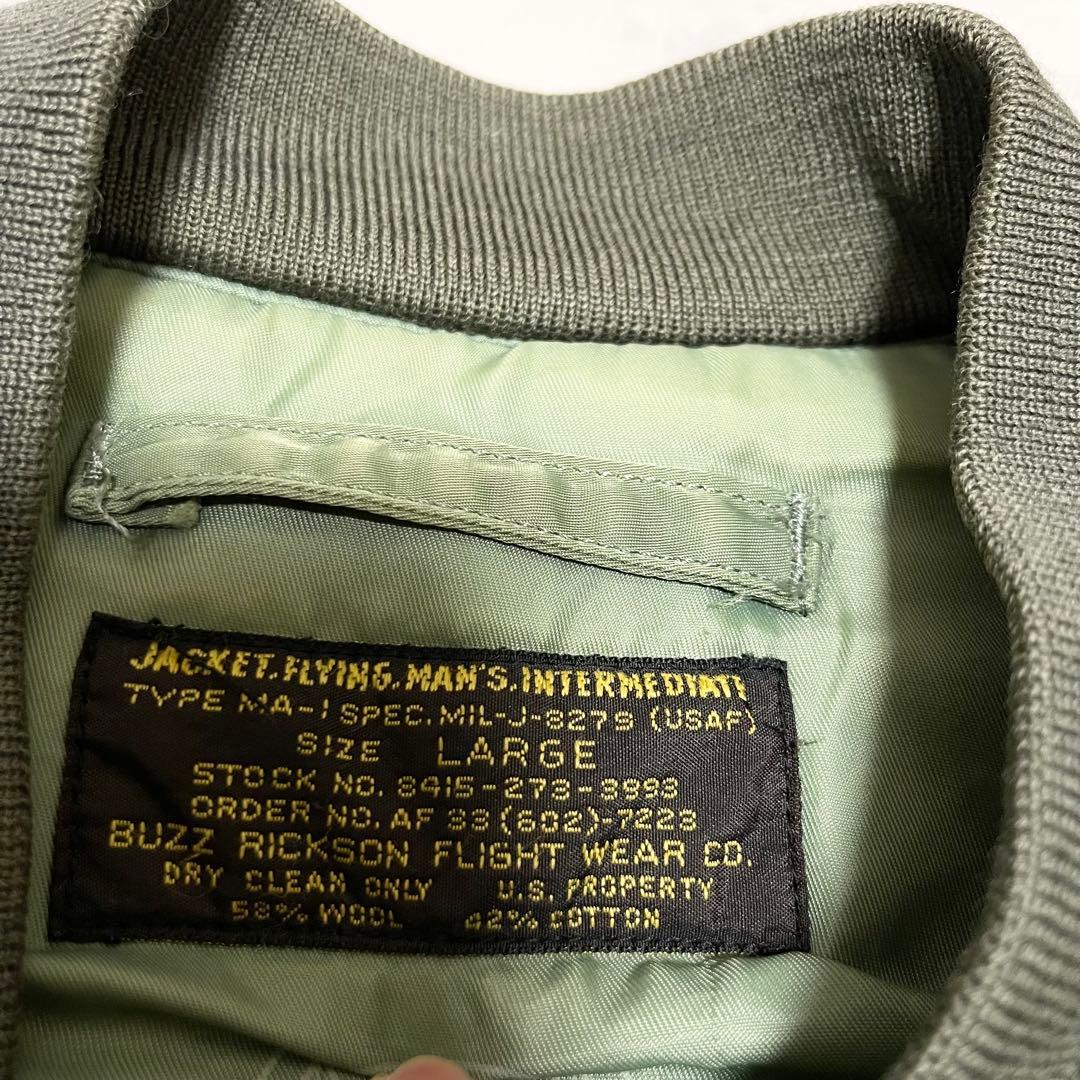 JACKET.FLYING.MAN'S.INTERMEDIATE
TYPE MA-1 SPEC.MIL-J-8279 (USAF)
SIZE LARGE
STOCK NO. 8415-273-3993
ORDER NO. AF 33(602)-7223
BUZZ RICKSON FLIGHT WEAR CO.
DRY CLEAN ONLY U.S. PROPERTY
58% WOOL 42% COTTON